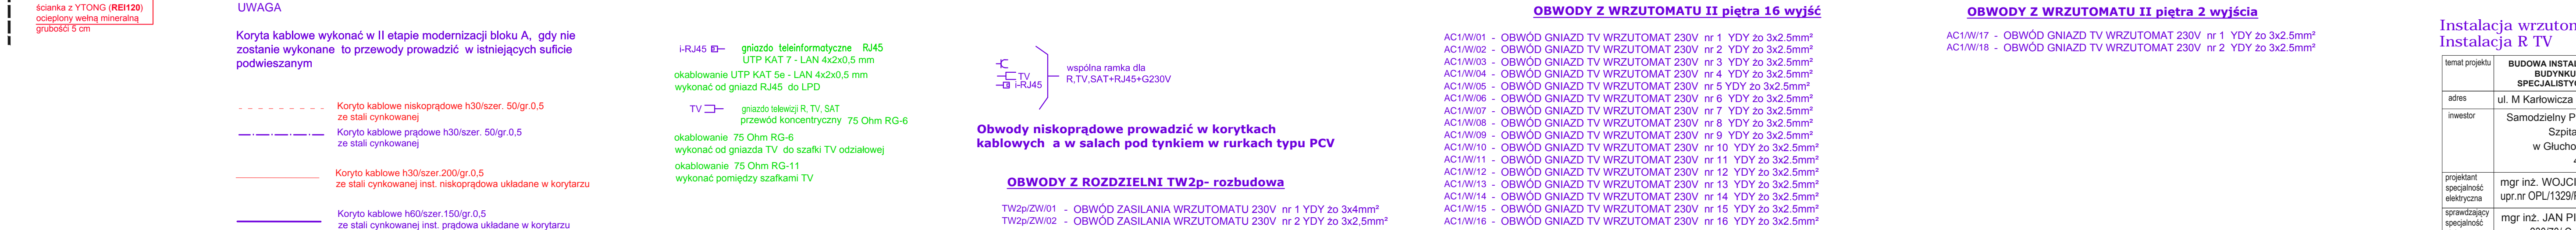 ścianka z YTONG (REI120)
ocieplony wełną mineralną
grubośći 5 cm
UWAGA
Koryta kablowe wykonać w II etapie modernizacji bloku A, gdy nie
zostanie wykonane to przewody prowadzić w istniejących suficie
podwieszanym
Koryto kablowe niskoprądowe h30/szer. 50/gr.0.5
ze stali cynkowanej
Koryto kablowe prądowe h30/szer. 50/gr.0,5
ze stali cynkowanej
Koryto kablowe h30/szer.200/gr.0,5
ze stali cynkowanej inst. niskoprądowa układane w korytarzu
Koryto kablowe h60/szer.150/gr.0,5
ze stali cynkowanej inst. prądowa układane w korytarzu
i-RJ45 gniazdo teleinformatyczne RJ45
UTP KAT 7 - LAN 4x2x0,5 mm
okablowanie UTP KAT 5e - LAN 4x2x0,5 mm
wykonać od gniazd RJ45 do LPD
TV gniazdo telewizji R, TV, SAT
przewód koncentryczny 75 Ohm RG-6
okablowanie 75 Ohm RG-6
wykonać od gniazda TV do szafki TV odziałowej
okablowanie 75 Ohm RG-11
wykonać pomiędzy szafkami TV
TV
i-RJ45
wspólna ramka dla
R,TV,SAT+RJ45+G230V
Obwody niskoprądowe prowadzić w korytkach
kablowych a w salach pod tynkiem w rurkach typu PCV
OBWODY Z ROZDZIELNI TW2p- rozbudowa
TW2p/ZW/01 - OBWÓD ZASILANIA WRZUTOMATU 230V nr 1 YDY żo 3x4mm²
TW2p/ZW/02 - OBWÓD ZASILANIA WRZUTOMATU 230V nr 2 YDY żo 3x2,5mm²
OBWODY Z WRZUTOMATU II piętra 16 wyjść
AC1/W/01 - OBWÓD GNIAZD TV WRZUTOMAT 230V nr 1 YDY żo 3x2.5mm²
AC1/W/02 - OBWÓD GNIAZD TV WRZUTOMAT 230V nr 2 YDY żo 3x2.5mm²
AC1/W/03 - OBWÓD GNIAZD TV WRZUTOMAT 230V nr 3 YDY żo 3x2.5mm²
AC1/W/04 - OBWÓD GNIAZD TV WRZUTOMAT 230V nr 4 YDY żo 3x2.5mm²
AC1/W/05 - OBWÓD GNIAZD TV WRZUTOMAT 230V nr 5 YDY żo 3x2.5mm²
AC1/W/06 - OBWÓD GNIAZD TV WRZUTOMAT 230V nr 6 YDY żo 3x2.5mm²
AC1/W/07 - OBWÓD GNIAZD TV WRZUTOMAT 230V nr 7 YDY żo 3x2.5mm²
AC1/W/08 - OBWÓD GNIAZD TV WRZUTOMAT 230V nr 8 YDY żo 3x2.5mm²
AC1/W/09 - OBWÓD GNIAZD TV WRZUTOMAT 230V nr 9 YDY żo 3x2.5mm²
AC1/W/10 - OBWÓD GNIAZD TV WRZUTOMAT 230V nr 10 YDY żo 3x2.5mm²
AC1/W/11 - OBWÓD GNIAZD TV WRZUTOMAT 230V nr 11 YDY żo 3x2.5mm²
AC1/W/12 - OBWÓD GNIAZD TV WRZUTOMAT 230V nr 12 YDY żo 3x2.5mm²
AC1/W/13 - OBWÓD GNIAZD TV WRZUTOMAT 230V nr 13 YDY żo 3x2.5mm²
AC1/W/14 - OBWÓD GNIAZD TV WRZUTOMAT 230V nr 14 YDY żo 3x2.5mm²
AC1/W/15 - OBWÓD GNIAZD TV WRZUTOMAT 230V nr 15 YDY żo 3x2.5mm²
AC1/W/16 - OBWÓD GNIAZD TV WRZUTOMAT 230V nr 16 YDY żo 3x2.5mm²
OBWODY Z WRZUTOMATU II piętra 2 wyjścia
AC1/W/17 - OBWÓD GNIAZD TV WRZUTOMAT 230V nr 1 YDY żo 3x2.5mm²
AC1/W/18 - OBWÓD GNIAZD TV WRZUTOMAT 230V nr 2 YDY żo 3x2.5mm²
Instalacja wrzutom
Instalacja R TV
temat projektu
BUDOWA INSTAL
BUDYNKU
SPECJALISTY
adres
ul. M Karłowicza
inwestor
Samodzielny P
Szpita
w Głucho
projektant
specjalność
elektryczna
mgr inż. WOJCI
upr.nr OPL/1329/
sprawdzający
specjalność
mgr inż. JAN PI